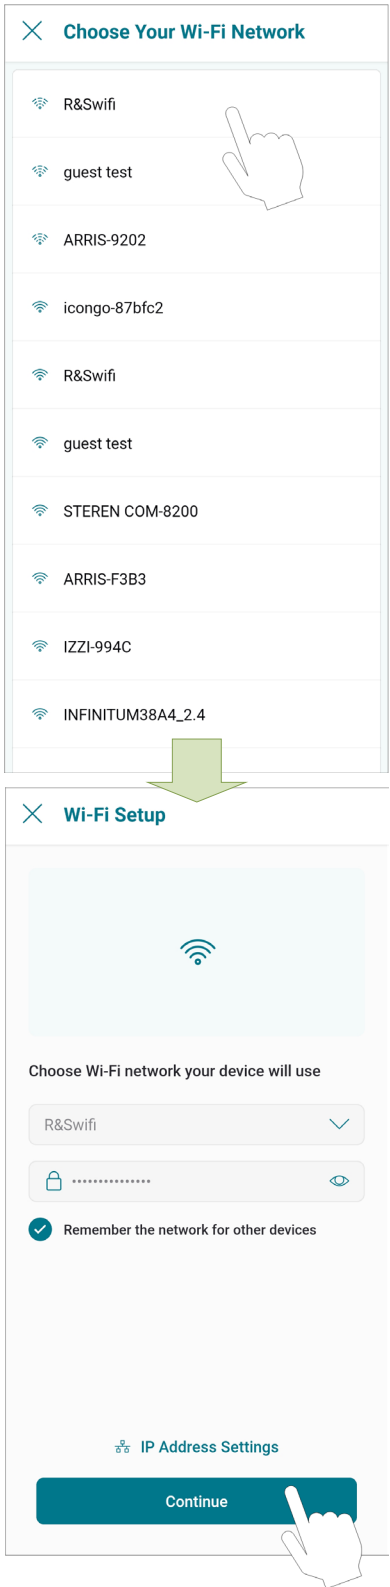 Choose Your Wi-Fi Network
R&Swifi
guest test
ARRIS-9202
icongo-87bfc2
R&Swifi
guest test
STEREN COM-8200
ARRIS-F3B3
IZZI-994C
INFINITUM38A4_2.4
Wi-Fi Setup
Choose Wi-Fi network your device will use
R&Swifi
•••••••••••••••
Remember the network for other devices
IP Address Settings
Continue